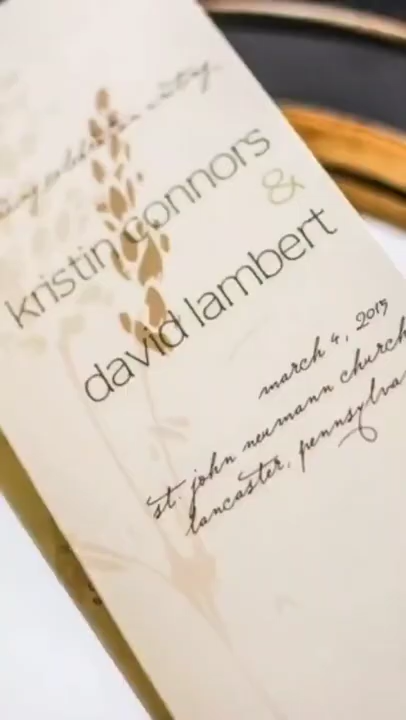 kristin connors
&
david lambert
march 4, 2015
st. john neumann church
lancaster, pennsylva